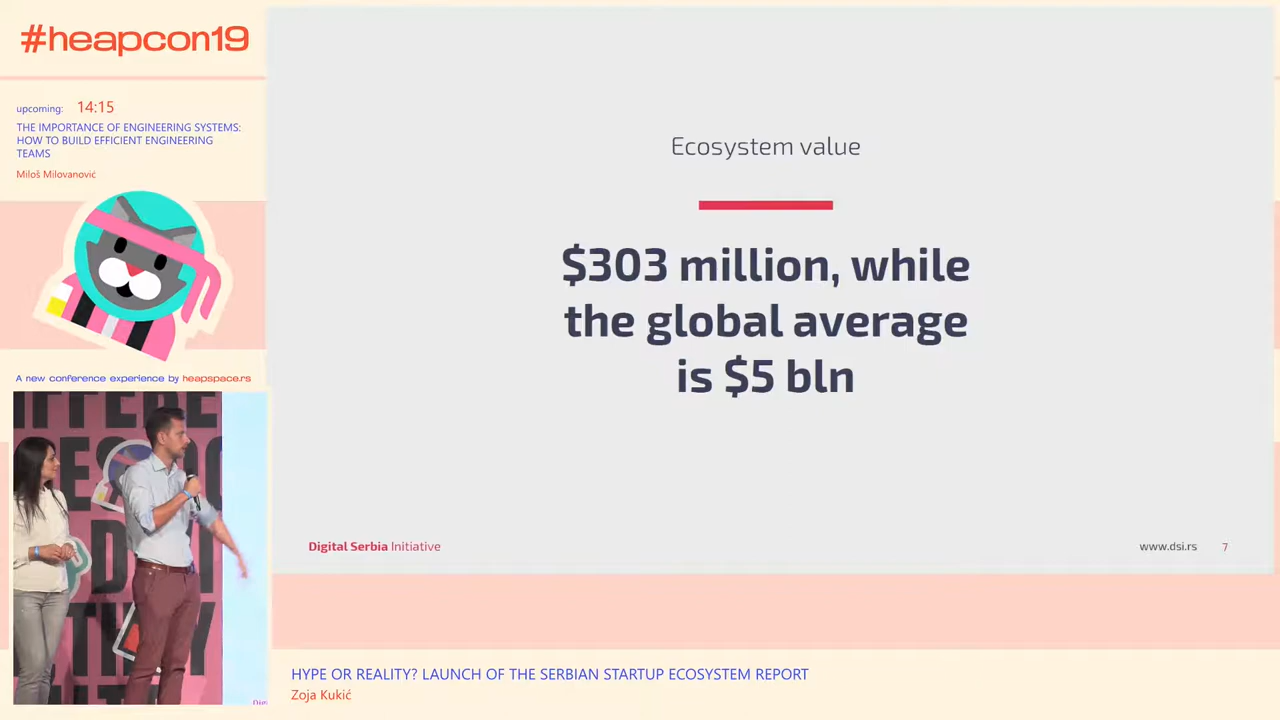 #heapcon19
upcoming: 14:15
THE IMPORTANCE OF ENGINEERING SYSTEMS:
HOW TO BUILD EFFICIENT ENGINEERING
TEAMS
Miloš Milovanović
A new conference experience by heapspace.rs
Ecosystem value
$303 million, while
the global average
is $5 bln
Digital Serbia Initiative
www.dsi.rs 7
HYPE OR REALITY? LAUNCH OF THE SERBIAN STARTUP ECOSYSTEM REPORT
Zoja Kukić